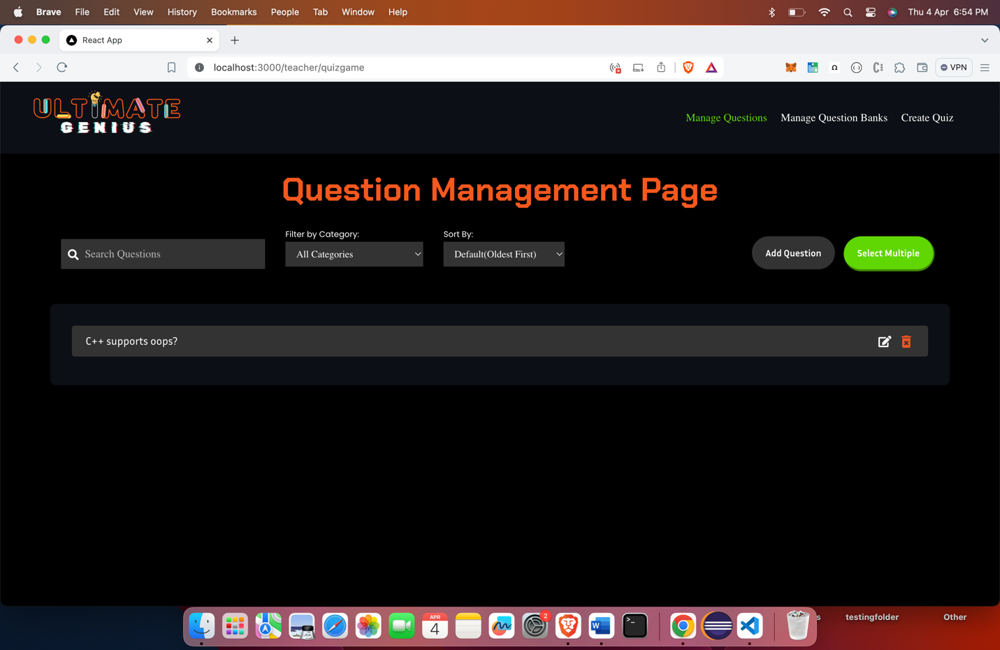 Brave File Edit View History Bookmarks People Tab Window Help Thu 4 Apr 6:54 PM
React App
localhost:3000/teacher/quizgame VPN
ULTIMATE
GENIUS
Manage Questions Manage Question Banks Create Quiz
Question Management Page
Filter by Category: Sort By:
Search Questions All Categories Default(Oldest First) Add Question Select Multiple
C++ supports oops?
APR
4
2
W
s testingfolder Other